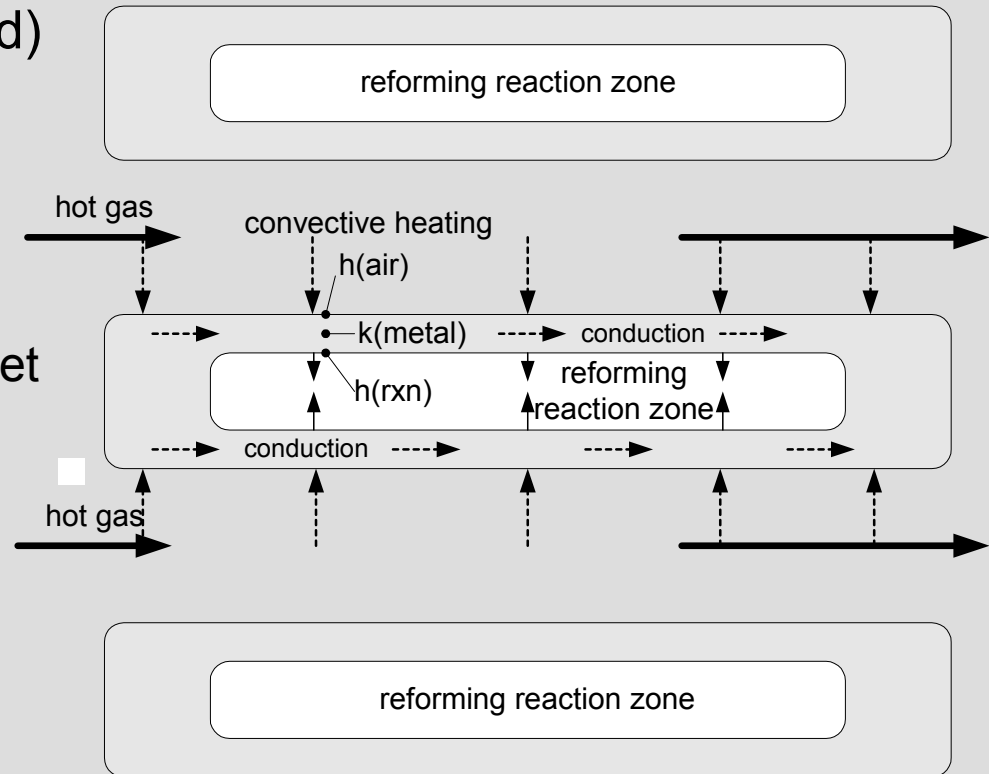 d)
reforming reaction zone
hot gas
convective heating
h(air)
k(metal)
conduction
et
h(rxn)
reforming
reaction zone
conduction
hot gas
reforming reaction zone